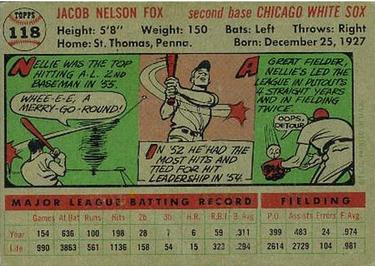 TOPPS
118
JACOB NELSON FOX second base CHICAGO WHITE SOX
Height: 5'8" Weight: 150 Bats: Left Throws: Right
Home: St. Thomas, Penna. Born: December 25, 1927
NELLIE WAS THE TOP
HITTING A.L. 2ND
BASEMAN IN '55.
WHEE-E-E, A
MERRY-GO-ROUND!
IN '52 HE HAD THE
MOST HITS AND
TIED FOR HIT
LEADERSHIP IN '54.
A GREAT FIELDER,
NELLIE'S LED THE
LEAGUE IN PUTOUTS
4 STRAIGHT YEARS
AND IN FIELDING
TWICE.
OOPS,
DETOUR
MAJOR LEAGUE BATTING RECORD FIELDING
Games At Bat Runs Hits 2b 3b H.R. R.B.I. B. Avg P.O. Assists Errors F. Avg.
Year 154 636 100 198 28 7 6 59 .311 399 483 24 .974
Life 990 3863 561 1136 158 54 15 323 .294 2614 2729 104 .981